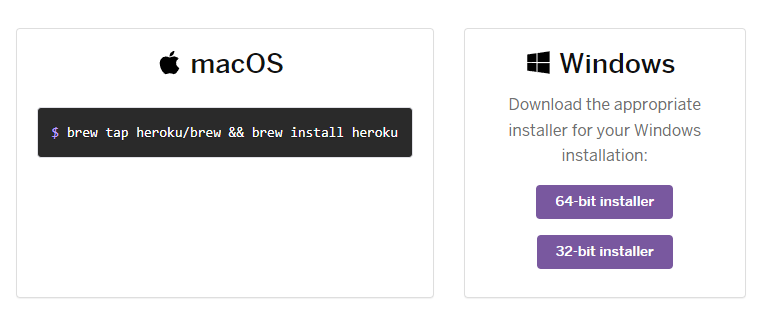 macOS
$ brew tap heroku/brew && brew install heroku
Windows
Download the appropriate
installer for your Windows
installation:
64-bit installer
32-bit installer